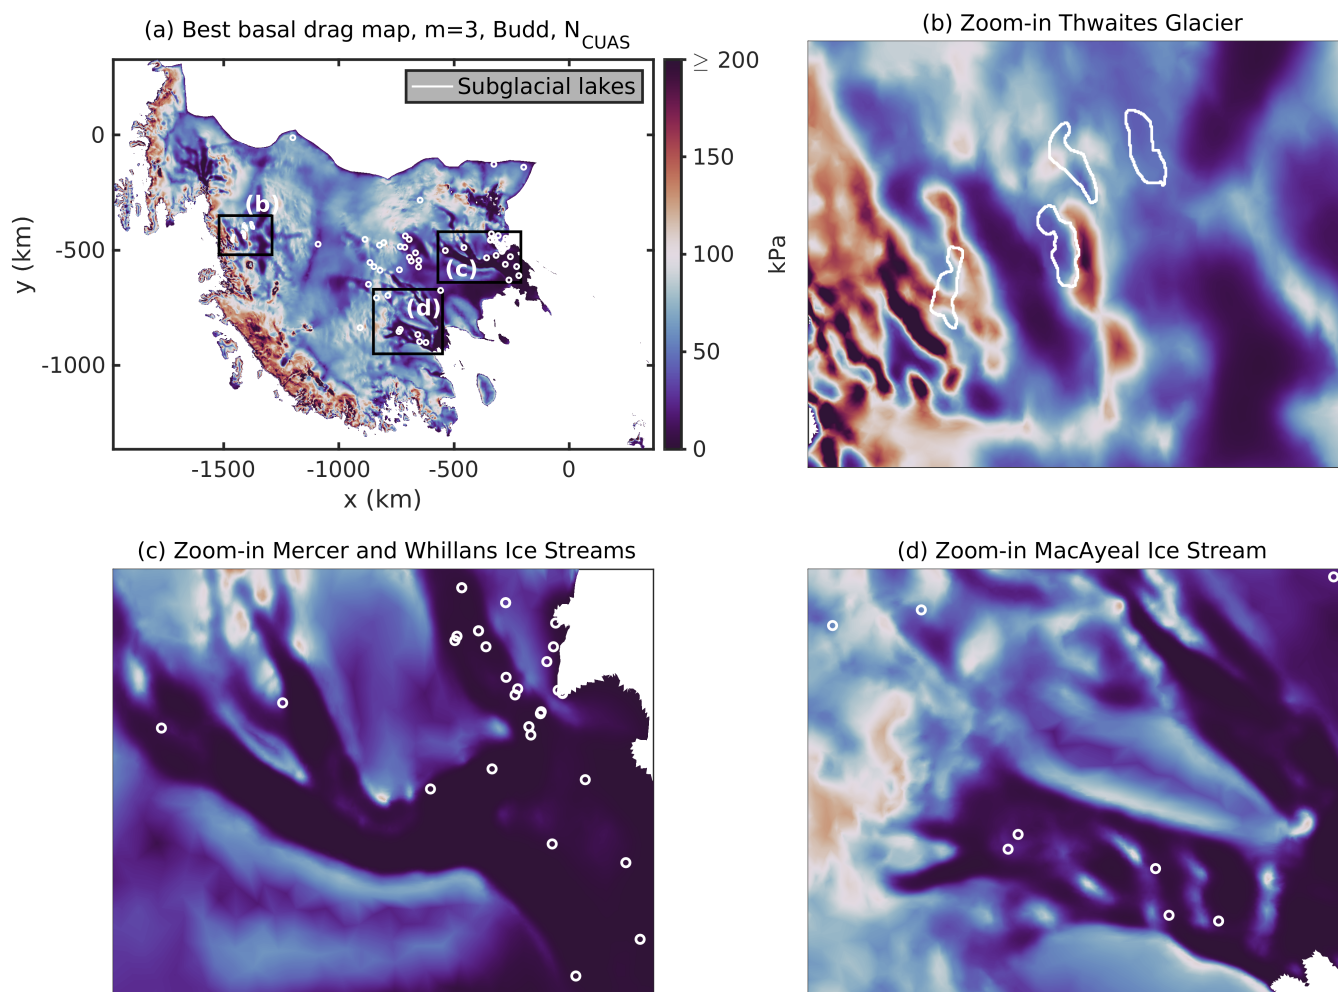 (a) Best basal drag map, m=3, Budd, N_CUAS
Subglacial lakes
y (km)
0
-500
-1000
-1500
-1000
-500
0
x (km)
(b)
(c)
(d)
≥ 200
150
100
50
0
kPa
(b) Zoom-in Thwaites Glacier
(c) Zoom-in Mercer and Whillans Ice Streams
(d) Zoom-in MacAyeal Ice Stream